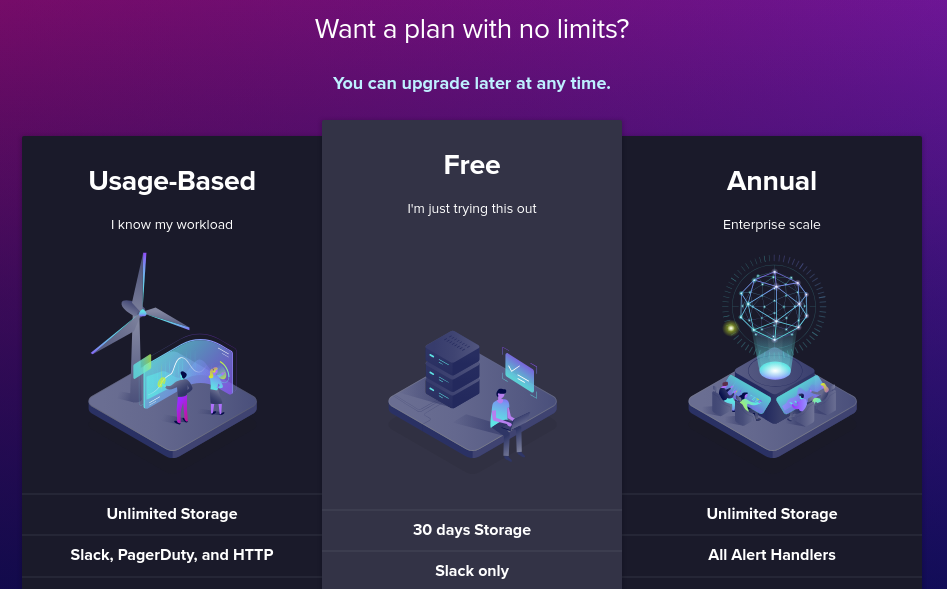 Want a plan with no limits?
You can upgrade later at any time.
Usage-Based
I know my workload
Unlimited Storage
Slack, PagerDuty, and HTTP
Free
I'm just trying this out
30 days Storage
Slack only
Annual
Enterprise scale
Unlimited Storage
All Alert Handlers